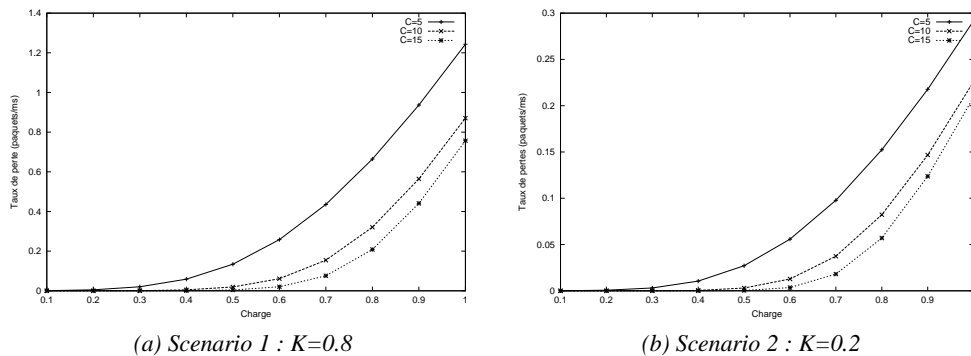 1.4
1.2
1
0.8
0.6
0.4
0.2
0
Taux de perte (paquets/ms)
C=5
C=10
C=15
0.1 0.2 0.3 0.4 0.5 0.6 0.7 0.8 0.9 1
Charge
(a) Scenario 1 : K=0.8
0.3
0.25
0.2
0.15
0.1
0.05
0
Taux de pertes (paquets/ms)
C=5
C=10
C=15
0.1 0.2 0.3 0.4 0.5 0.6 0.7 0.8 0.9
Charge
(b) Scenario 2 : K=0.2